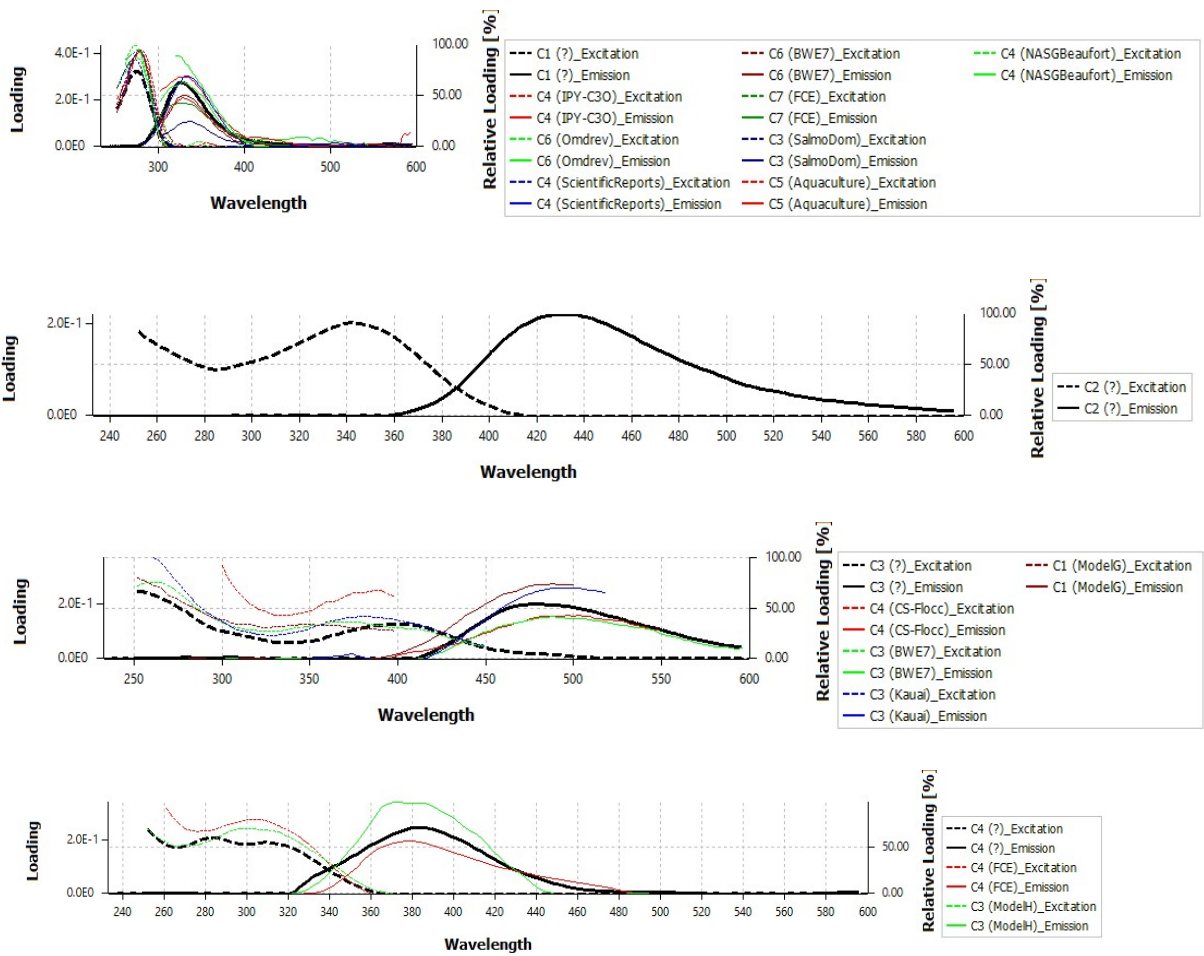 Loading
4.0E-1
2.0E-1
0.0E0
300 400 500 600
Wavelength
100.00
50.00
0.00
Relative Loading [%]
C1 (?)_Excitation
C1 (?)_Emission
C4 (IPY-C3O)_Excitation
C4 (IPY-C3O)_Emission
C6 (Omdrev)_Excitation
C6 (Omdrev)_Emission
C4 (ScientificReports)_Excitation
C4 (ScientificReports)_Emission
C6 (BWE7)_Excitation
C6 (BWE7)_Emission
C7 (FCE)_Excitation
C7 (FCE)_Emission
C3 (SalmoDom)_Excitation
C3 (SalmoDom)_Emission
C5 (Aquaculture)_Excitation
C5 (Aquaculture)_Emission
C4 (NASGBeaufort)_Excitation
C4 (NASGBeaufort)_Emission
Loading
2.0E-1
0.0E0
240 260 280 300 320 340 360 380 400 420 440 460 480 500 520 540 560 580 600
Wavelength
100.00
50.00
0.00
Relative Loading [%]
C2 (?)_Excitation
C2 (?)_Emission
Loading
2.0E-1
0.0E0
250 300 350 400 450 500 550 600
Wavelength
100.00
50.00
0.00
Relative Loading [%]
C3 (?)_Excitation
C3 (?)_Emission
C4 (CS-Flocc)_Excitation
C4 (CS-Flocc)_Emission
C3 (BWE7)_Excitation
C3 (BWE7)_Emission
C3 (Kauai)_Excitation
C3 (Kauai)_Emission
C1 (ModelG)_Excitation
C1 (ModelG)_Emission
Loading
2.0E-1
0.0E0
240 260 280 300 320 340 360 380 400 420 440 460 480 500 520 540 560 580 600
Wavelength
50.00
0.00
Relative Loading [%]
C4 (?)_Excitation
C4 (?)_Emission
C4 (FCE)_Excitation
C4 (FCE)_Emission
C3 (ModelH)_Excitation
C3 (ModelH)_Emission